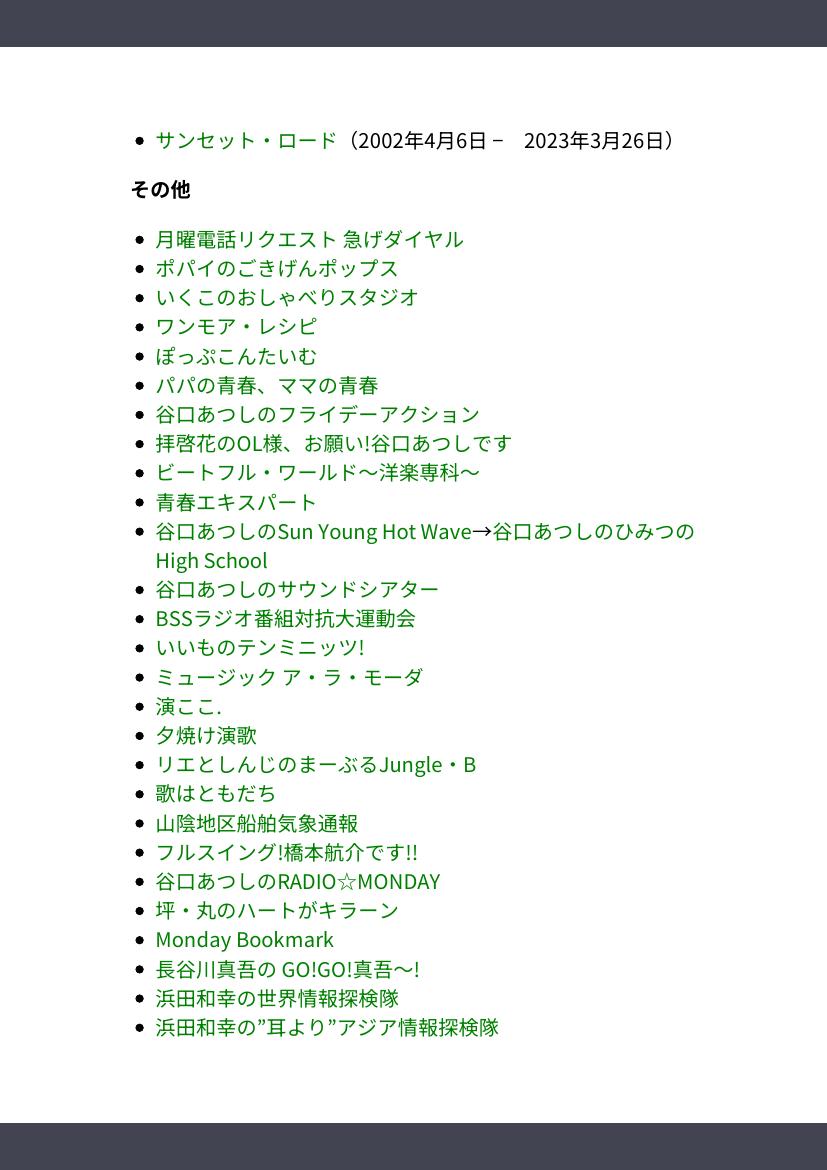 • サンセット・ロード（2002年4月6日 − 2023年3月26日）
その他
• 月曜電話リクエスト 急げダイヤル
• ポパイのごきげんポップス
• いくこのおしゃべりスタジオ
• ワンモア・レシピ
• ぽっぷこんたいむ
• パパの青春、ママの青春
• 谷口あつしのフライデーアクション
• 拝啓花のOL様、お願い!谷口あつしです
• ビートフル・ワールド〜洋楽専科〜
• 青春エキスパート
• 谷口あつしのSun Young Hot Wave→谷口あつしのひみつの
High School
• 谷口あつしのサウンドシアター
• BSSラジオ番組対抗大運動会
• いいものテンミニッツ!
• ミュージック ア・ラ・モーダ
• 演ここ.
• 夕焼け演歌
• リエとしんじのまーぶるJungle・B
• 歌はともだち
• 山陰地区船舶気象通報
• フルスイング!橋本航介です!!
• 谷口あつしのRADIO☆MONDAY
• 坪・丸のハートがキラーン
• Monday Bookmark
• 長谷川真吾の GO!GO!真吾〜!
• 浜田和幸の世界情報探検隊
• 浜田和幸の”耳より”アジア情報探検隊